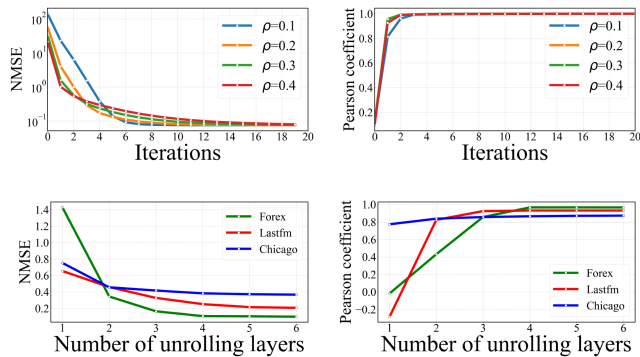 NMSE
10²
10¹
10⁰
10⁻¹
0 2 4 6 8 10 12 14 16 18 20
Iterations
ρ=0.1
ρ=0.2
ρ=0.3
ρ=0.4
Pearson coefficient
1.0
0.8
0.6
0.4
0.2
0 2 4 6 8 10 12 14 16 18 20
Iterations
ρ=0.1
ρ=0.2
ρ=0.3
ρ=0.4
NMSE
1.4
1.2
1.0
0.8
0.6
0.4
0.2
1 2 3 4 5 6
Number of unrolling layers
Forex
Lastfm
Chicago
Pearson coefficient
1.0
0.8
0.6
0.4
0.2
0.0
−0.2
1 2 3 4 5 6
Number of unrolling layers
Forex
Lastfm
Chicago